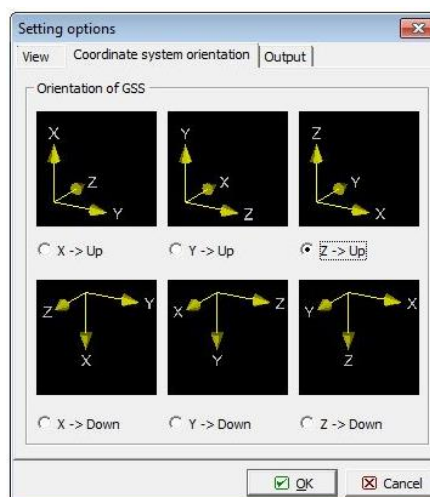 Setting options
View Coordinate system orientation Output
Orientation of GSS
X Y Z
Z X Y
Y Z X
X -> Up Y -> Up Z -> Up
Z Y X Z Y X
X Y Z
X -> Down Y -> Down Z -> Down
OK Cancel